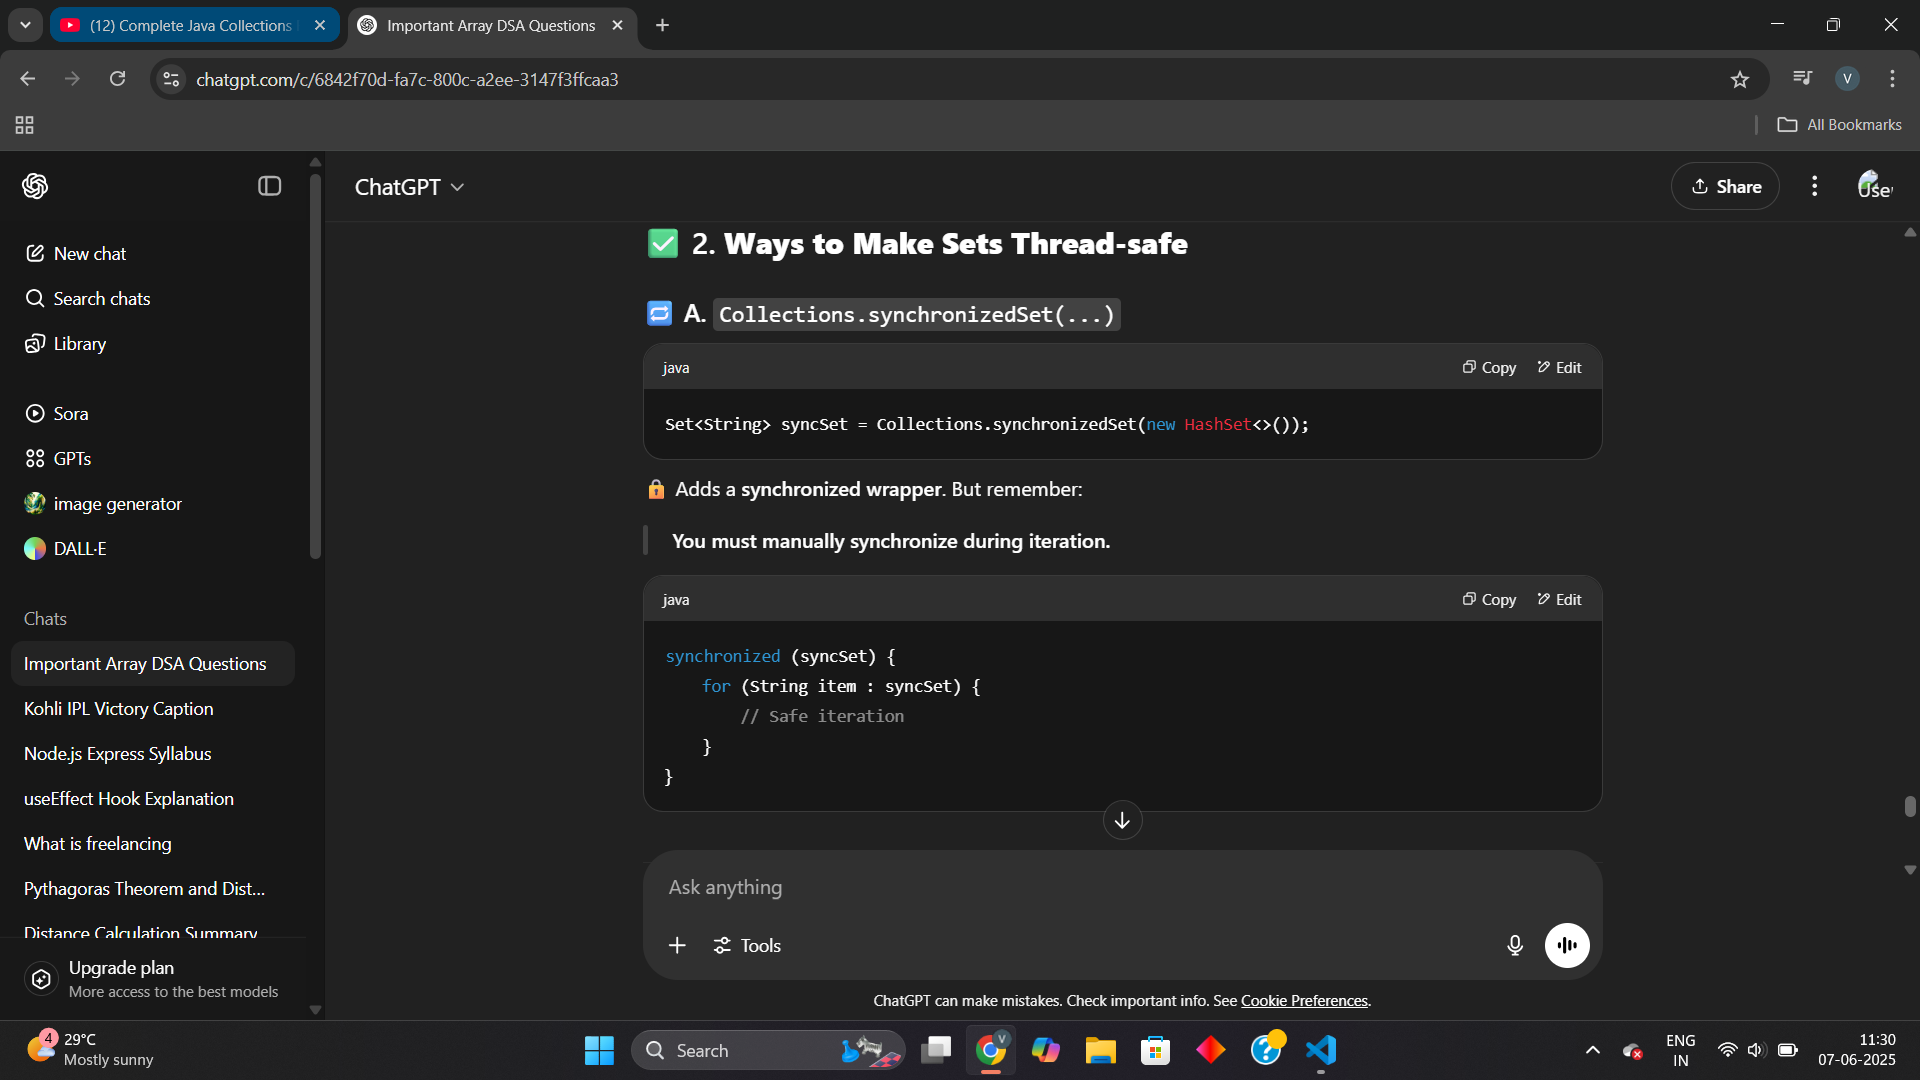 (12) Complete Java Collections
Important Array DSA Questions
chatgpt.com/c/6842f70d-fa7c-800c-a2ee-3147f3ffcaa3
V
All Bookmarks
ChatGPT
Share
User
New chat
Search chats
Library
Sora
GPTs
image generator
DALL·E
Chats
Important Array DSA Questions
Kohli IPL Victory Caption
Node.js Express Syllabus
useEffect Hook Explanation
What is freelancing
Pythagoras Theorem and Dist...
Distance Calculation Summary
Upgrade plan
More access to the best models
2. Ways to Make Sets Thread-safe
A. Collections.synchronizedSet(...)
java
Copy
Edit
Set<String> syncSet = Collections.synchronizedSet(new HashSet<>());
Adds a synchronized wrapper. But remember:
You must manually synchronize during iteration.
java
Copy
Edit
synchronized (syncSet) {
for (String item : syncSet) {
// Safe iteration
}
}
Ask anything
Tools
ChatGPT can make mistakes. Check important info. See Cookie Preferences.
4
29°C
Mostly sunny
Search
V
ENG
IN
11:30
07-06-2025